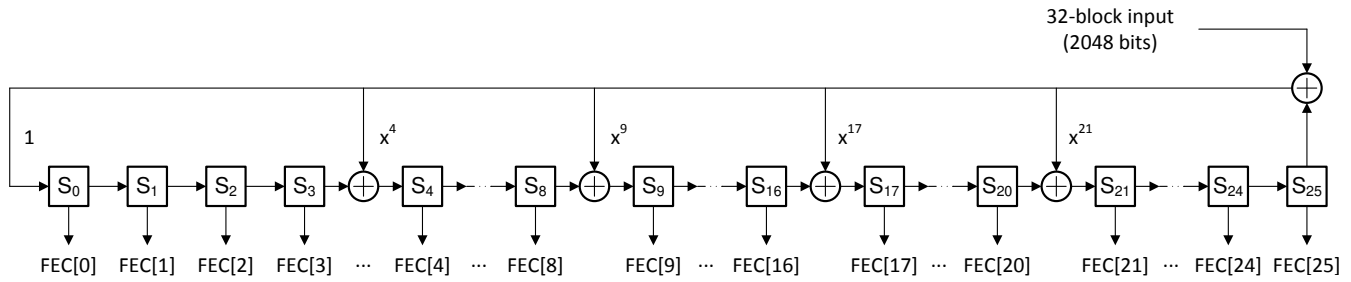 32-block input
(2048 bits)
1 x⁴ x⁹ x¹⁷ x²¹
S₀ S₁ S₂ S₃ S₄ S₈ S₉ S₁₆ S₁₇ S₂₀ S₂₁ S₂₄ S₂₅
FEC[0] FEC[1] FEC[2] FEC[3] ... FEC[4] ... FEC[8] FEC[9] ... FEC[16] FEC[17] ... FEC[20] FEC[21] ... FEC[24] FEC[25]